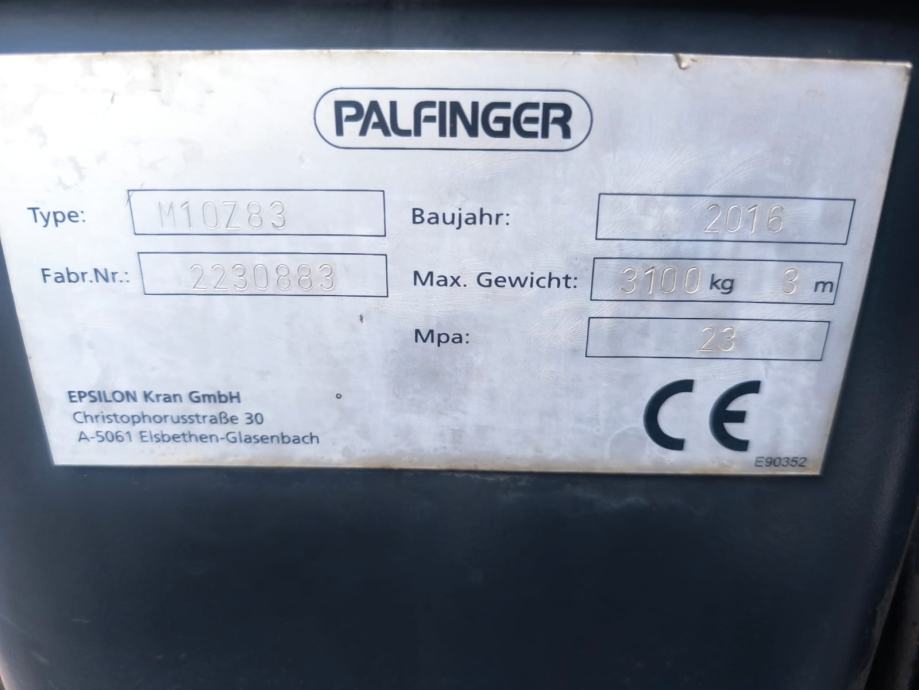 PALFINGER
Type: M10Z83 Baujahr: 2016
Fabr.Nr.: 2230883 Max. Gewicht: 3100 kg 3 m
Mpa: 23
EPSILON Kran GmbH
Christophorusstraße 30
A-5061 Elsbethen-Glasenbach
CE
E90352